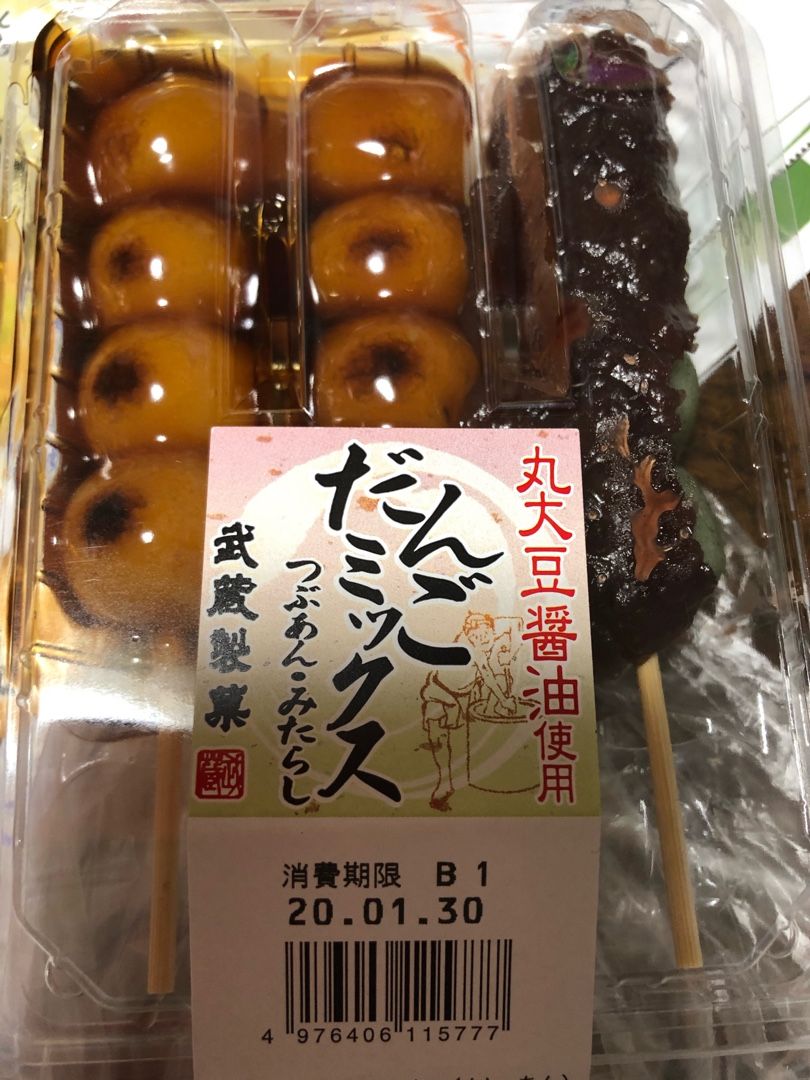 丸大豆醤油使用
だんご
ミックス
つぶあん・みたらし
武蔵製菓
消費期限 B1
20.01.30
4 976406 115777